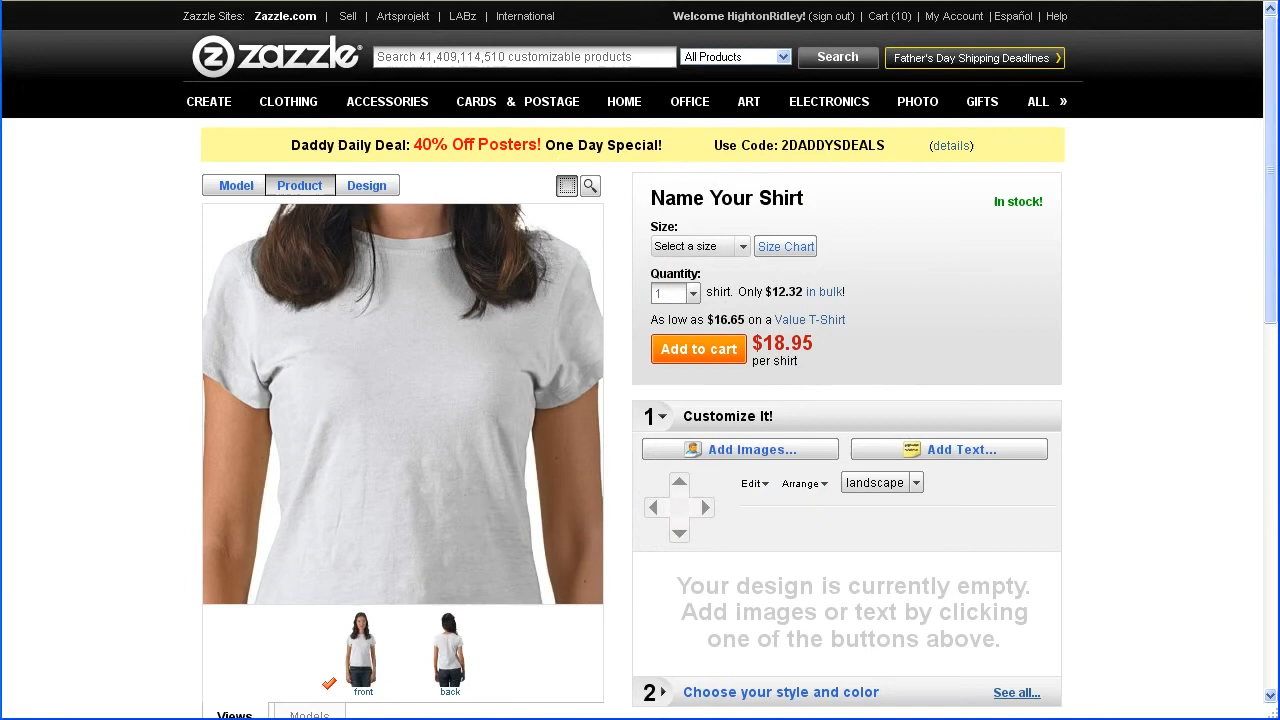 Zazzle Sites: Zazzle.com | Sell | Artsprojekt | LABz | International
Welcome HightonRidley! (sign out) | Cart (10) | My Account | Español | Help
zazzle®
Search 41,409,114,510 customizable products
All Products
Search
Father's Day Shipping Deadlines ❯
CREATE CLOTHING ACCESSORIES CARDS & POSTAGE HOME OFFICE ART ELECTRONICS PHOTO GIFTS ALL »
Daddy Daily Deal: 40% Off Posters! One Day Special! Use Code: 2DADDYSDEALS (details)
Model Product Design
Name Your Shirt
In stock!
Size:
Select a size
Size Chart
Quantity:
1 shirt. Only $12.32 in bulk!
As low as $16.65 on a Value T-Shirt
Add to cart $18.95
per shirt
1 Customize It!
Add Images... Add Text...
Edit Arrange landscape
Your design is currently empty.
Add images or text by clicking
one of the buttons above.
2 Choose your style and color See all...
front back
Views Models